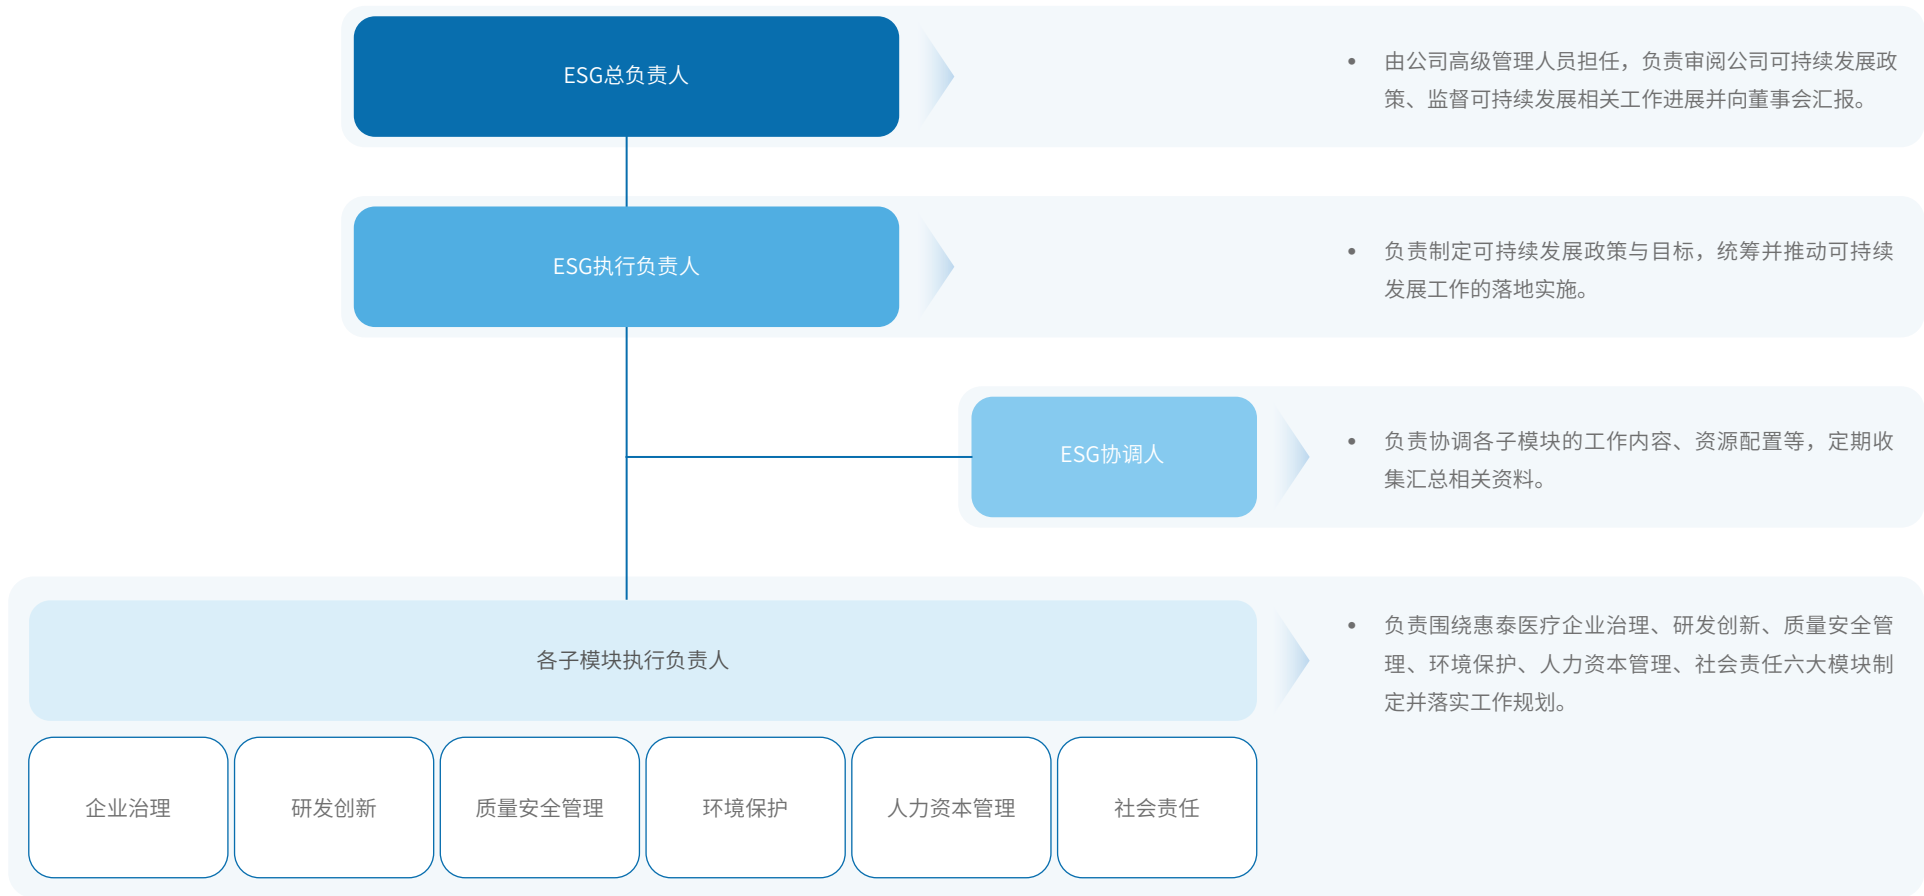 ESG总负责人
• 由公司高级管理人员担任，负责审阅公司可持续发展政
策、监督可持续发展相关工作进展并向董事会汇报。
ESG执行负责人
• 负责制定可持续发展政策与目标，统筹并推动可持续
发展工作的落地实施。
ESG协调人
• 负责协调各子模块的工作内容、资源配置等，定期收
集汇总相关资料。
各子模块执行负责人
• 负责围绕惠泰医疗企业治理、研发创新、质量安全管
理、环境保护、人力资本管理、社会责任六大模块制
定并落实工作规划。
企业治理
研发创新
质量安全管理
环境保护
人力资本管理
社会责任